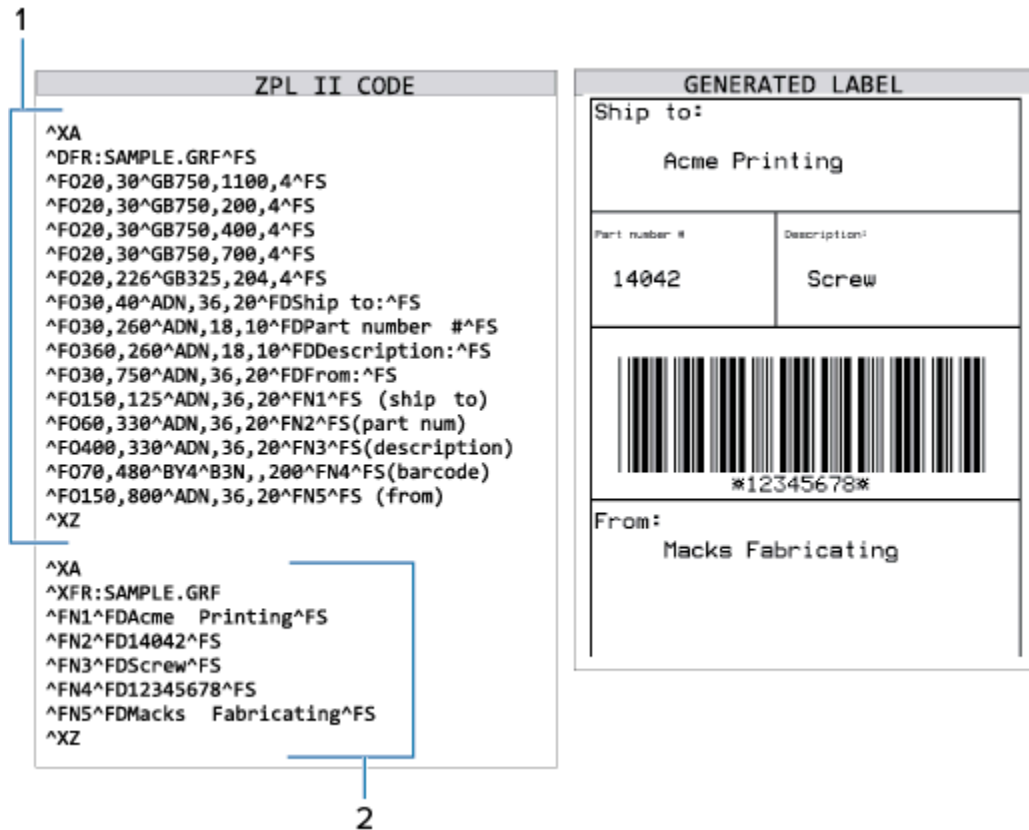 1
ZPL II CODE
^XA
^DFR:SAMPLE.GRF^FS
^FO20,30^GB750,1100,4^FS
^FO20,30^GB750,200,4^FS
^FO20,30^GB750,400,4^FS
^FO20,30^GB750,700,4^FS
^FO20,226^GB325,204,4^FS
^FO30,40^ADN,36,20^FDShip to:^FS
^FO30,260^ADN,18,10^FDPart number #^FS
^FO360,260^ADN,18,10^FDDescription:^FS
^FO30,750^ADN,36,20^FDFrom:^FS
^FO150,125^ADN,36,20^FN1^FS (ship to)
^FO60,330^ADN,36,20^FN2^FS(part num)
^FO400,330^ADN,36,20^FN3^FS(description)
^FO70,480^BY4^B3N,,200^FN4^FS(barcode)
^FO150,800^ADN,36,20^FN5^FS (from)
^XZ
^XA
^XFR:SAMPLE.GRF
^FN1^FDAcme Printing^FS
^FN2^FD14042^FS
^FN3^FDScrew^FS
^FN4^FD12345678^FS
^FN5^FDMacks Fabricating^FS
^XZ
2
GENERATED LABEL
Ship to:
Acme Printing
Part number #
Description:
14042
Screw
*12345678*
From:
Macks Fabricating